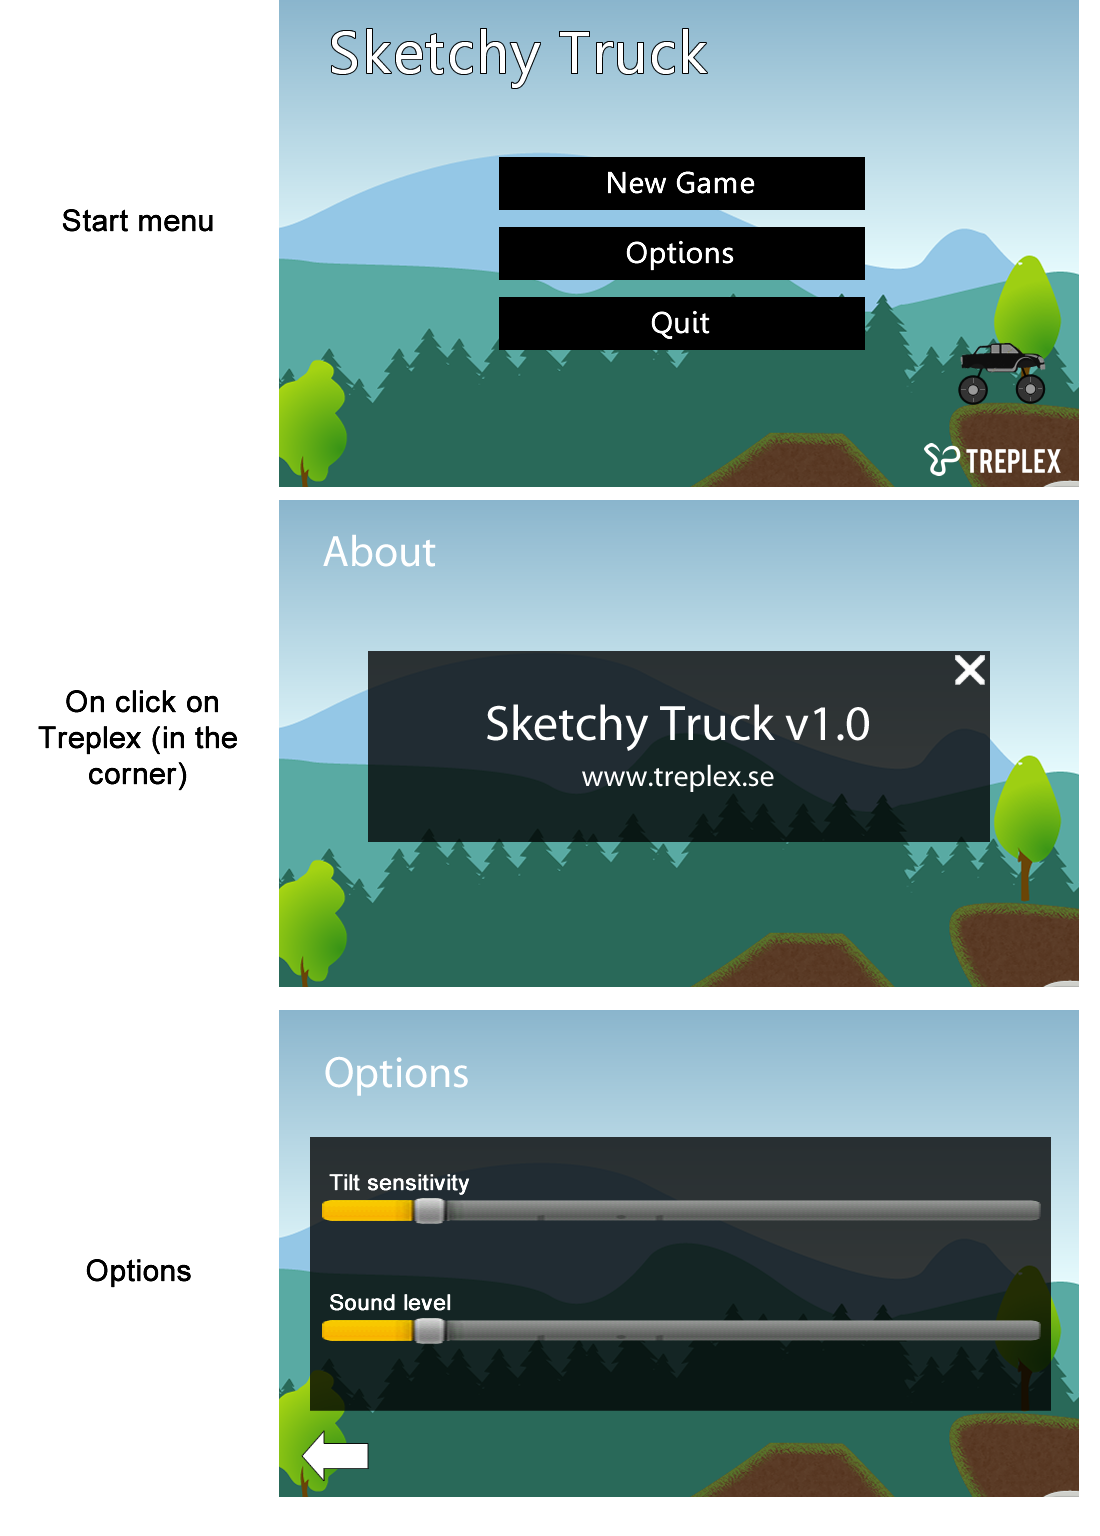 Sketchy Truck
Start menu
New Game
Options
Quit
TREPLEX
About
On click on
Treplex (in the
corner)
Sketchy Truck v1.0
www.treplex.se
Options
Tilt sensitivity
Options
Sound level